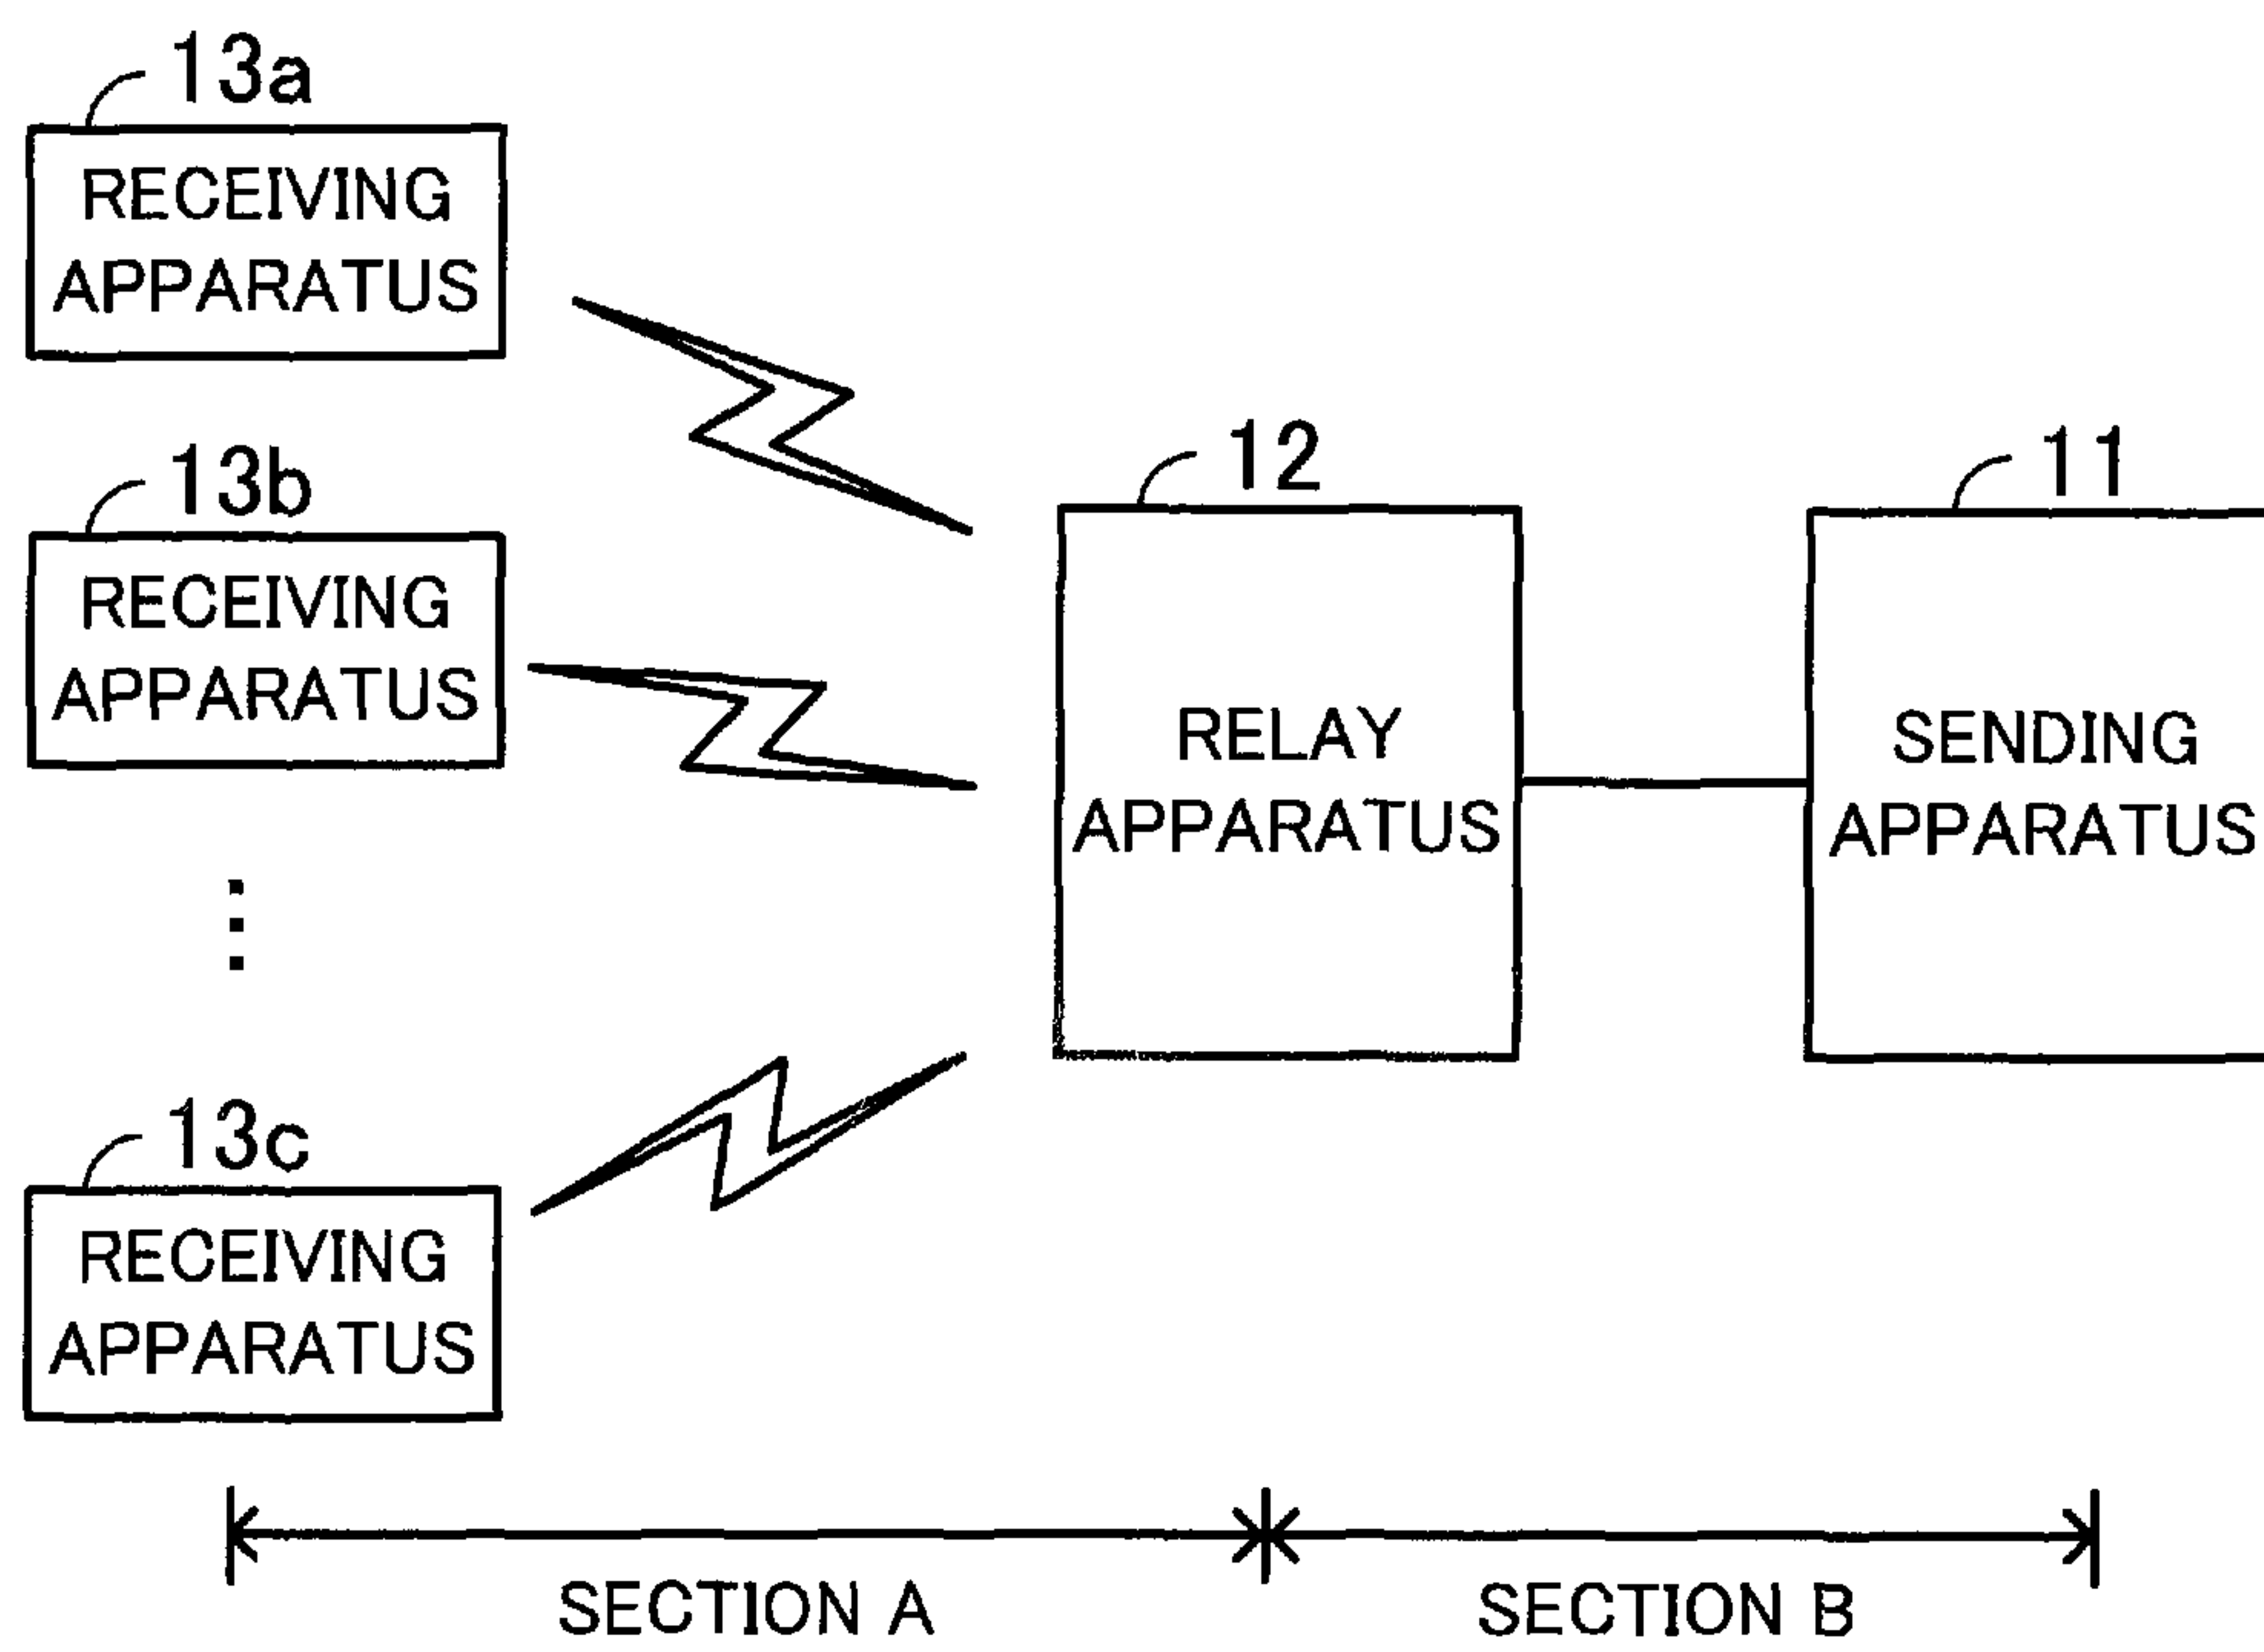 13a
RECEIVING
APPARATUS
13b
RECEIVING
APPARATUS
13c
RECEIVING
APPARATUS
12
RELAY
APPARATUS
11
SENDING
APPARATUS
SECTION A
SECTION B